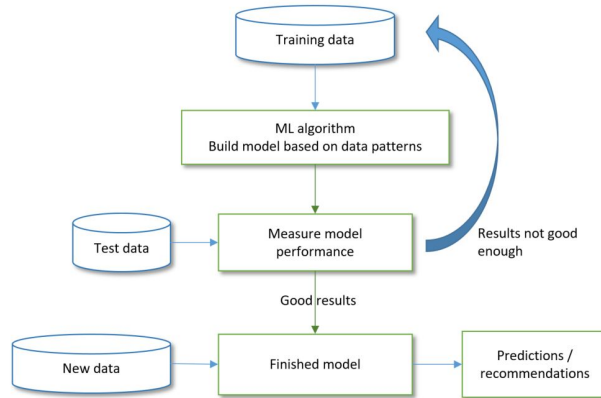 Training data
ML algorithm
Build model based on data patterns
Test data
Measure model
performance
Results not good
enough
Good results
New data
Finished model
Predictions /
recommendations